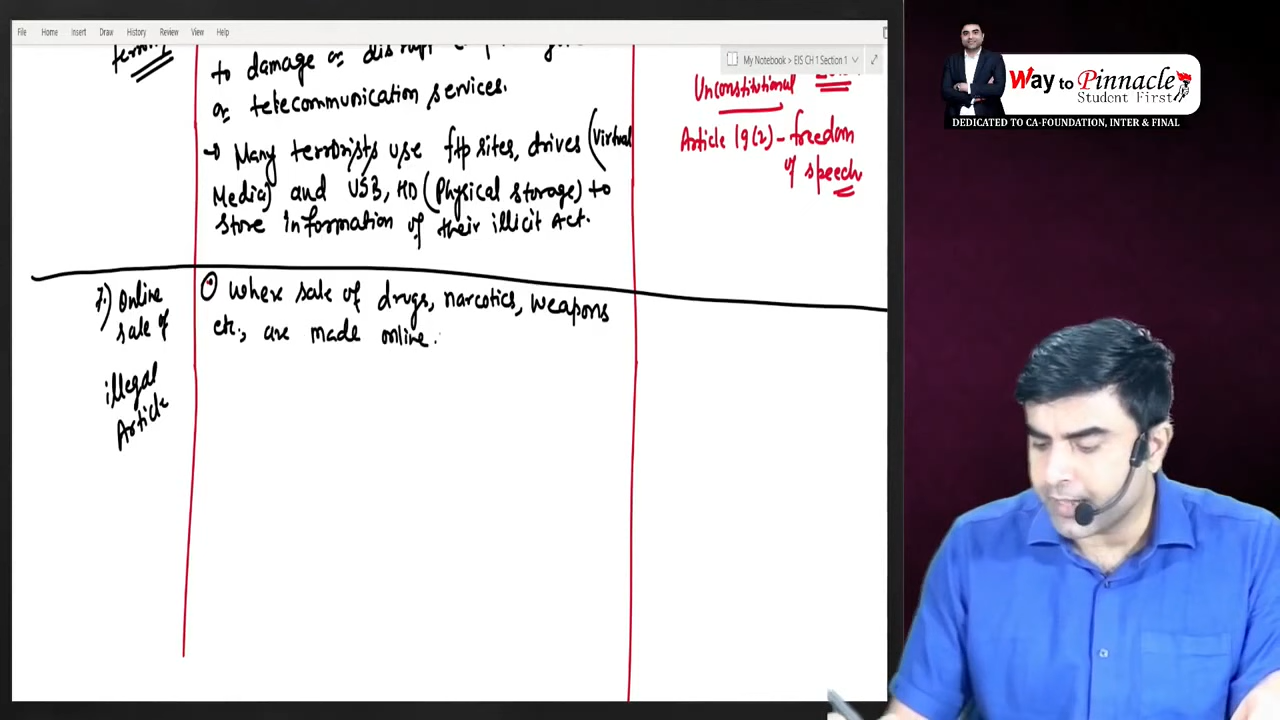 File Home Insert Draw History Review View Help
My Notebook > EIS CH 1 Section 1
to damage or disrupt
or telecommunication services.
→ Many terrorists use ftp sites, drives (Virtual
Media) and USB, HD (Physical storage) to
store information of their illicit Act.
Unconstitutional
Article 19(2) - freedom
of speech
7.) Online
sale of
illegal
Article
Where sale of drugs, narcotics, weapons
etc., are made online.
Way to Pinnacle
Student First
DEDICATED TO CA-FOUNDATION, INTER & FINAL